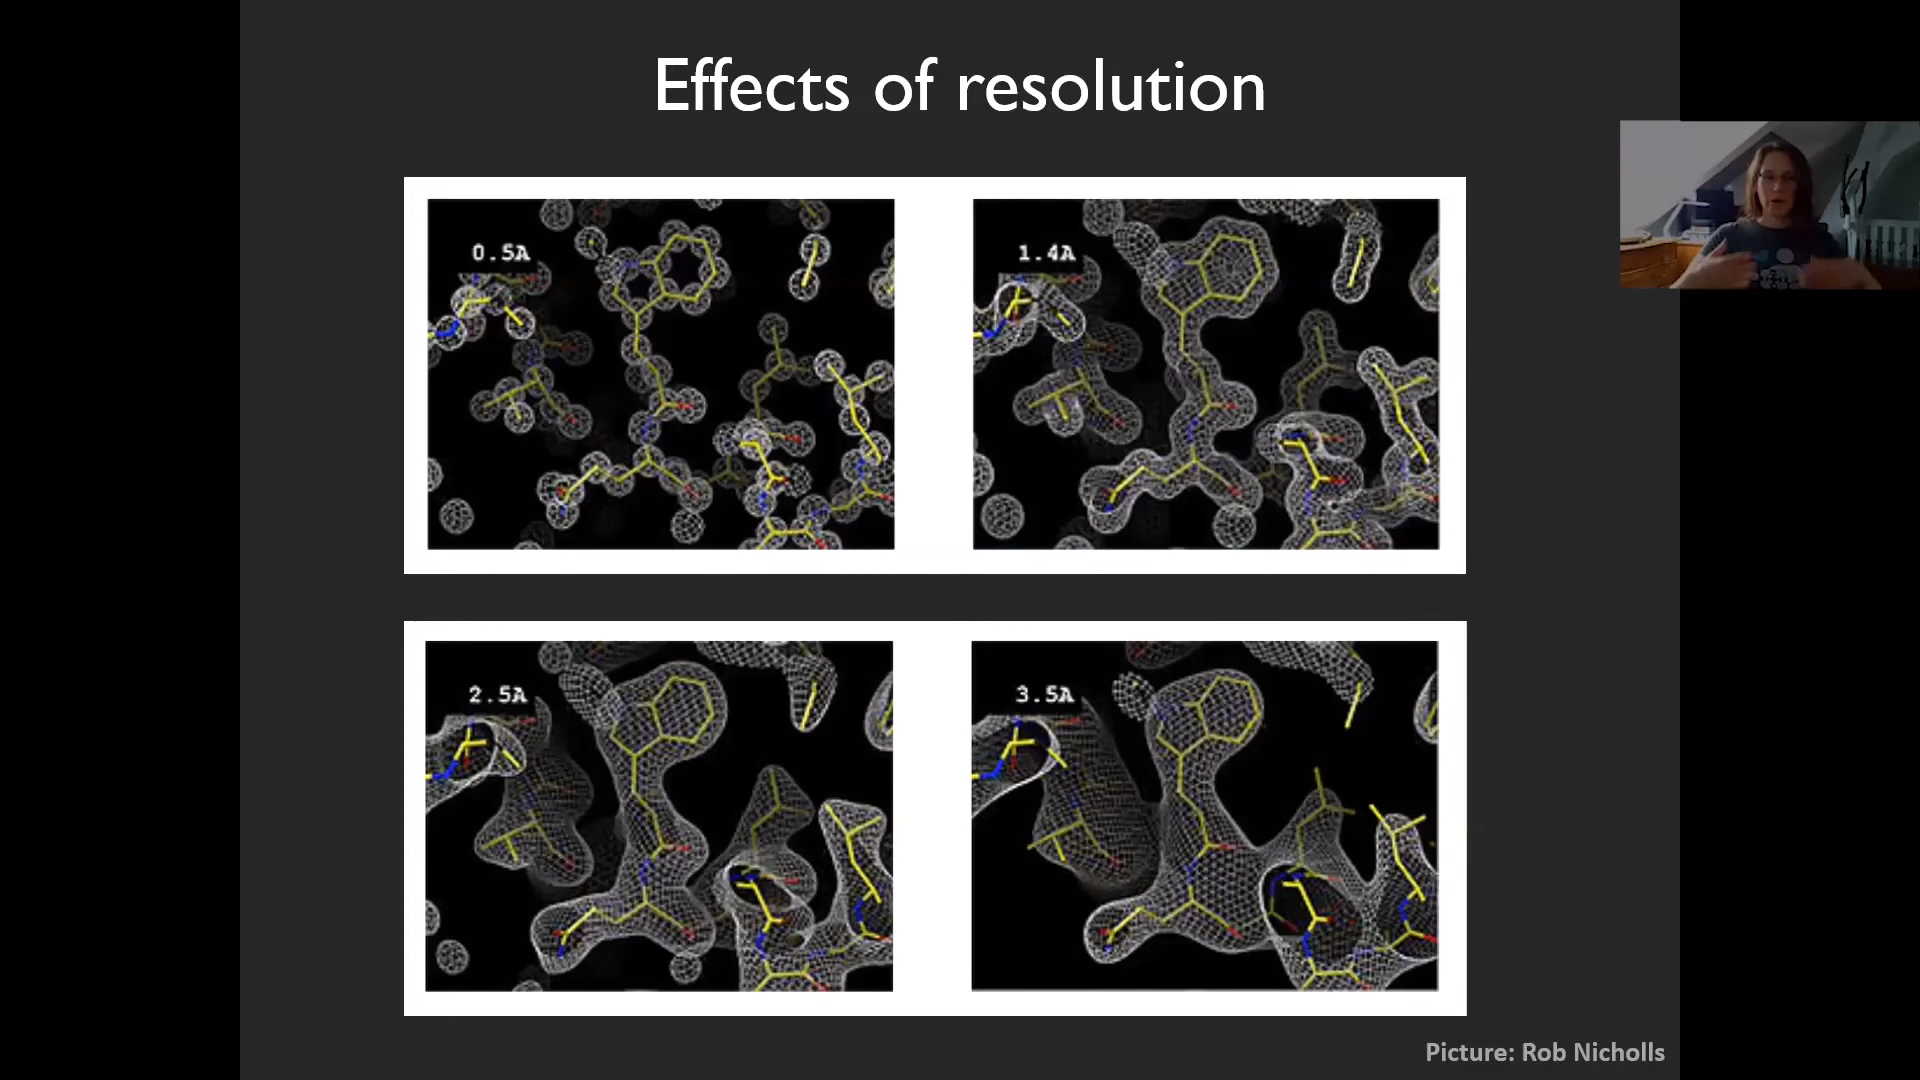 Effects of resolution
0.5A
1.4A
2.5A
3.5A
Picture: Rob Nicholls